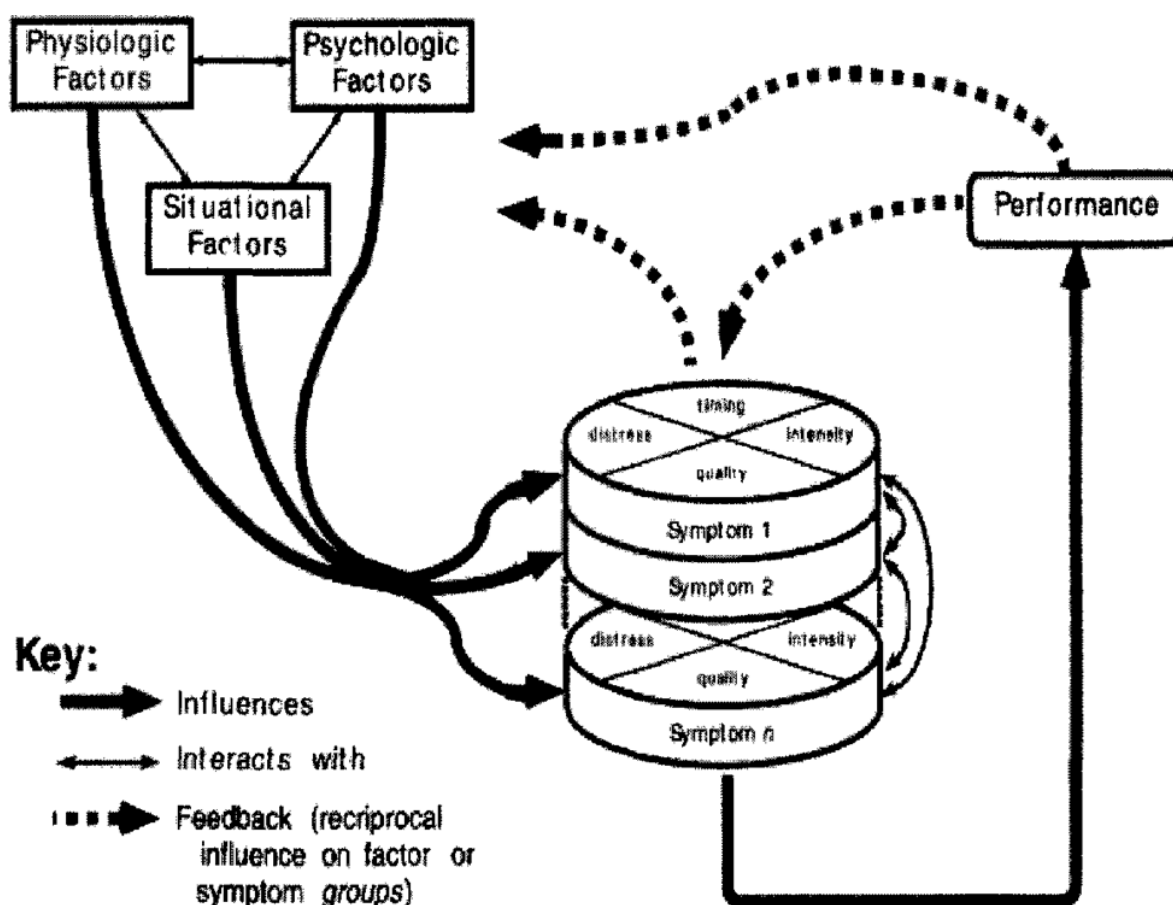 Physiologic
Factors
Psychologic
Factors
Situational
Factors
Performance
timing
distress
intensity
quality
Symptom 1
Symptom 2
distress
intensity
quality
Symptom n
Key:
Influences
Interacts with
Feedback (recriprocal
influence on factor or
symptom groups)